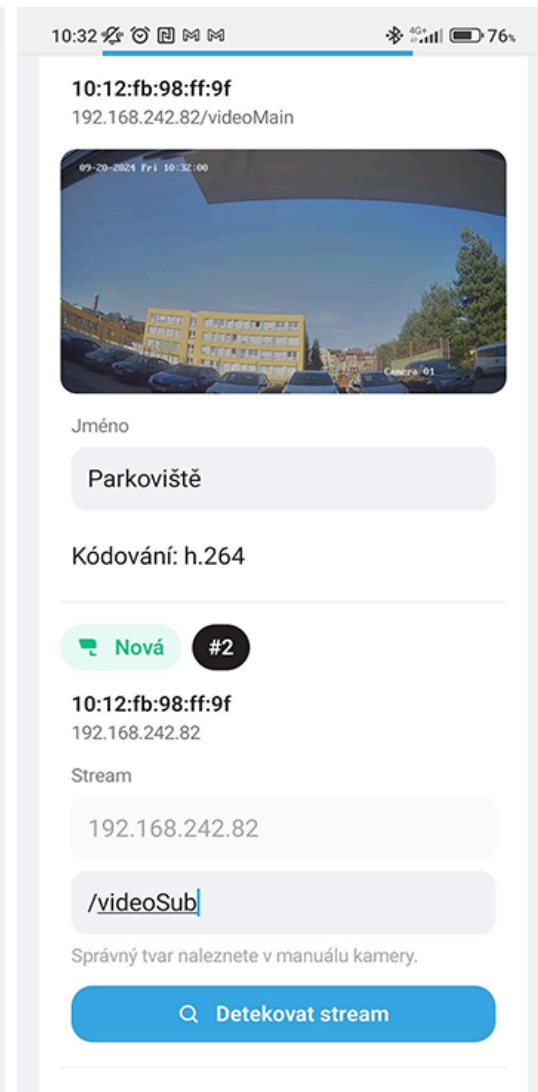 10:32
4G+
76%
10:12:fb:98:ff:9f
192.168.242.82/videoMain
09-20-2024 Fri 10:32:00
Camera 01
Jméno
Parkoviště
Kódování: h.264
Nová
#2
10:12:fb:98:ff:9f
192.168.242.82
Stream
192.168.242.82
/videoSub
Správný tvar naleznete v manuálu kamery.
Detekovat stream